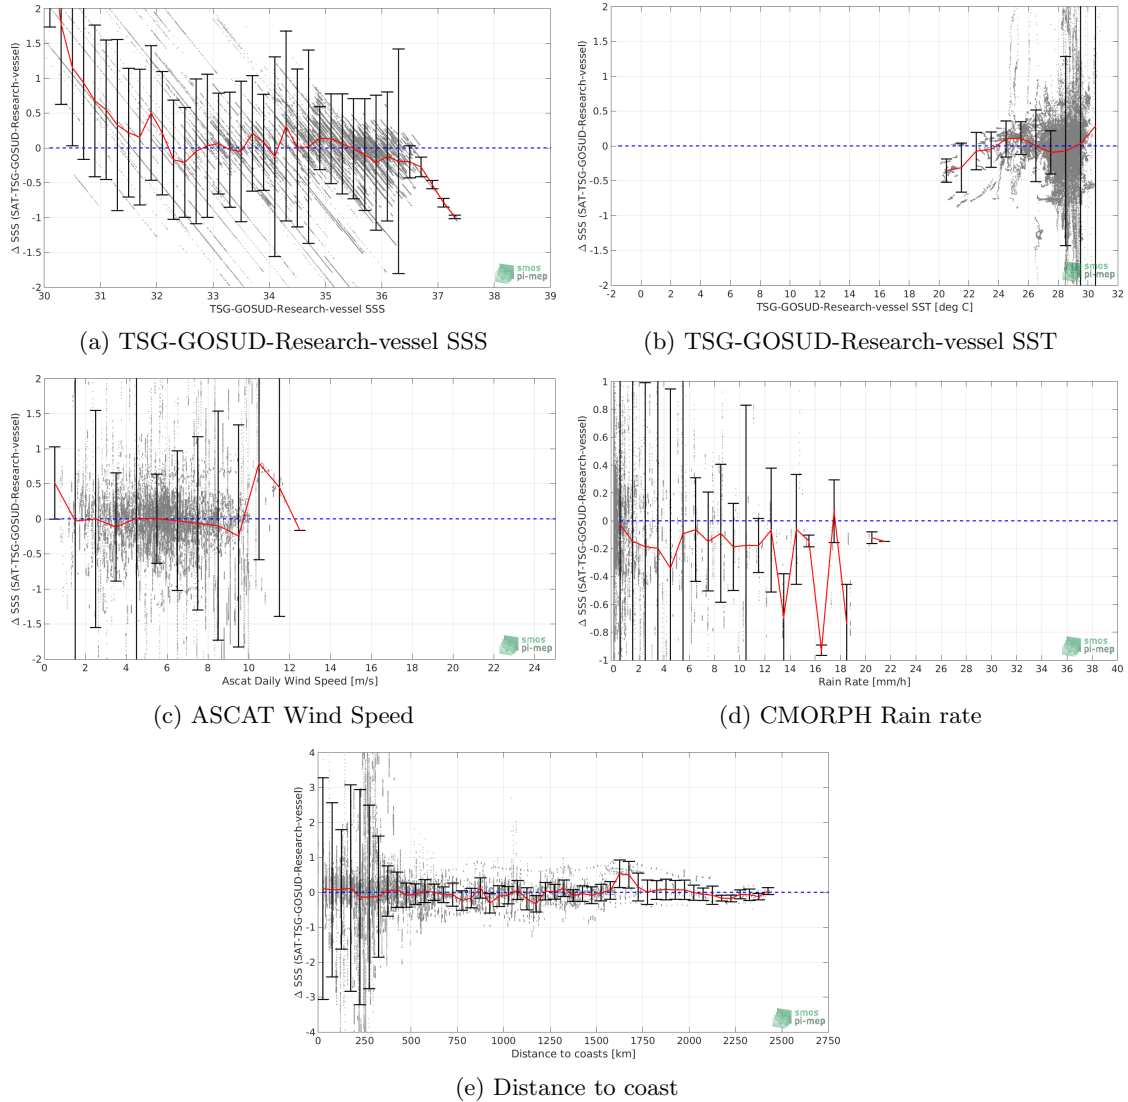 2
1.5
1
0.5
0
-0.5
-1
-1.5
-2
Δ SSS (SAT-TSG-GOSUD-Research-vessel)
30 31 32 33 34 35 36 37 38 39
TSG-GOSUD-Research-vessel SSS
smos
pi-mep
(a) TSG-GOSUD-Research-vessel SSS
2
1.5
1
0.5
0
-0.5
-1
-1.5
-2
Δ SSS (SAT-TSG-GOSUD-Research-vessel)
-2 0 2 4 6 8 10 12 14 16 18 20 22 24 26 28 30 32
TSG-GOSUD-Research-vessel SST [deg C]
smos
pi-mep
(b) TSG-GOSUD-Research-vessel SST
2
1.5
1
0.5
0
-0.5
-1
-1.5
-2
Δ SSS (SAT-TSG-GOSUD-Research-vessel)
0 2 4 6 8 10 12 14 16 18 20 22 24
Ascat Daily Wind Speed [m/s]
smos
pi-mep
(c) ASCAT Wind Speed
1
0.8
0.6
0.4
0.2
0
-0.2
-0.4
-0.6
-0.8
-1
Δ SSS (SAT-TSG-GOSUD-Research-vessel)
0 2 4 6 8 10 12 14 16 18 20 22 24 26 28 30 32 34 36 38 40
Rain Rate [mm/h]
smos
pi-mep
(d) CMORPH Rain rate
4
3
2
1
0
-1
-2
-3
-4
Δ SSS (SAT-TSG-GOSUD-Research-vessel)
0 250 500 750 1000 1250 1500 1750 2000 2250 2500 2750
Distance to coasts [km]
smos
pi-mep
(e) Distance to coast